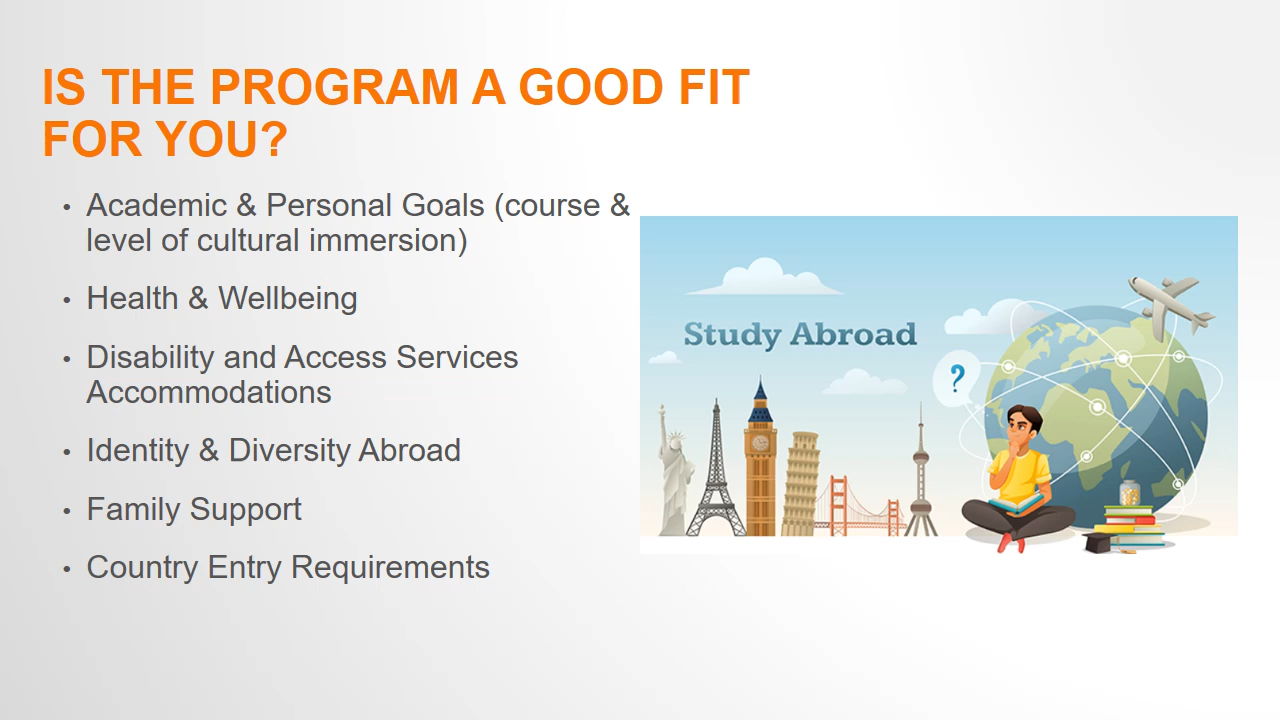 IS THE PROGRAM A GOOD FIT
FOR YOU?
• Academic & Personal Goals (course &
level of cultural immersion)
• Health & Wellbeing
• Disability and Access Services
Accommodations
• Identity & Diversity Abroad
• Family Support
• Country Entry Requirements
Study Abroad
?